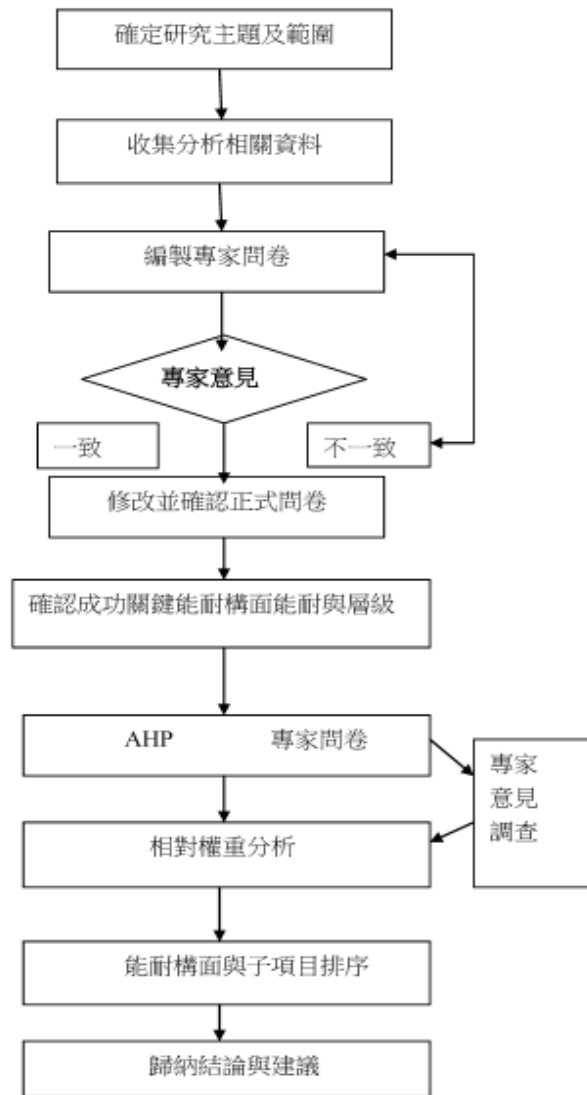 確定研究主題及範圍
收集分析相關資料
編製專家問卷
專家意見
一致
不一致
修改並確認正式問卷
確認成功關鍵能耐構面能耐與層級
AHP 專家問卷
專家
意見
調查
相對權重分析
能耐構面與子項目排序
歸納結論與建議